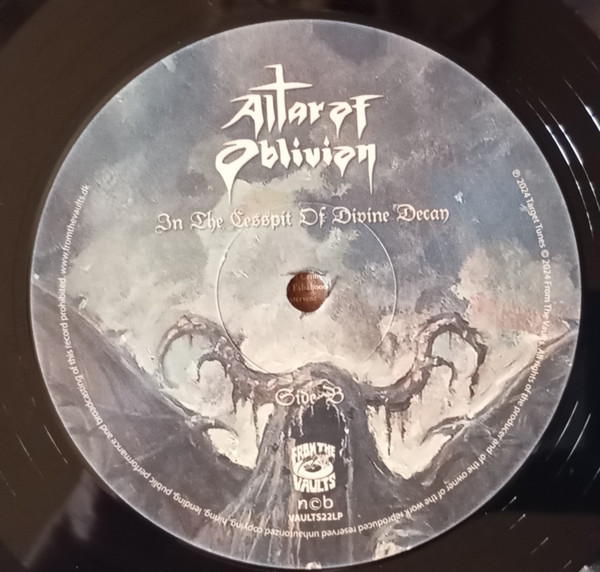 Altar of
Oblivion
In The Cesspit Of Divine Decay
Side B
FROM THE
VAULTS
n©b
VAULTS22LP
℗ 2024 Target Tunes © 2024 From The Vaults. All rights of the producer and of the owner of the work reproduced reserved unhautorized copying, hiring, lending, public performance and broadcasting of this record prohibited. www.fromthevaults.dk